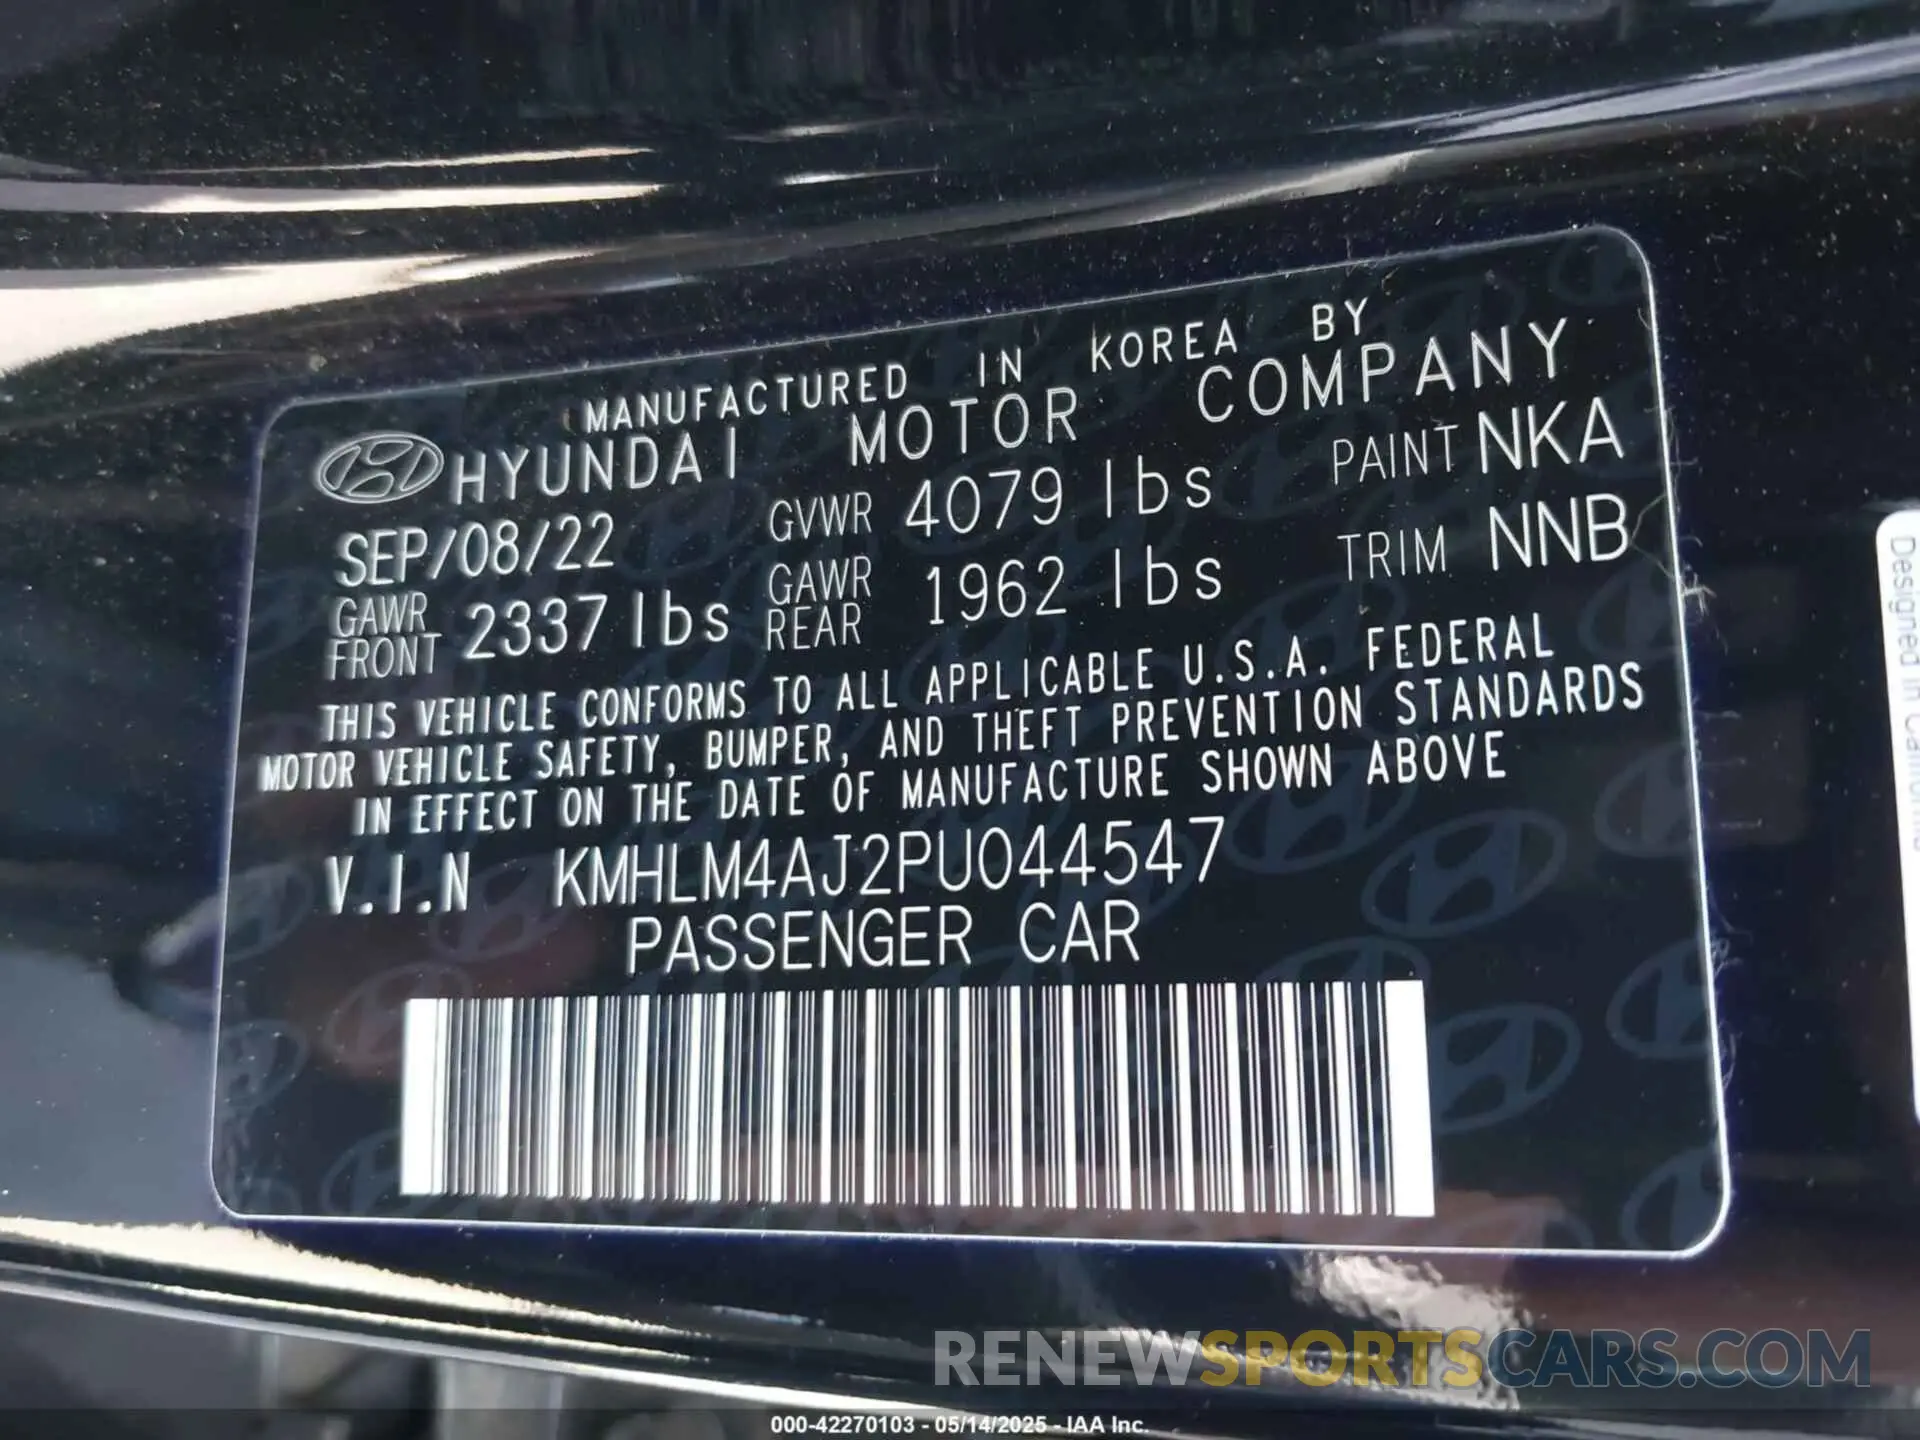 MANUFACTURED IN KOREA BY
HYUNDAI MOTOR COMPANY
SEP/08/22 GVWR 4079 lbs PAINT NKA
GAWR FRONT 2337 lbs GAWR REAR 1962 lbs TRIM NNB
THIS VEHICLE CONFORMS TO ALL APPLICABLE U.S.A. FEDERAL
MOTOR VEHICLE SAFETY, BUMPER, AND THEFT PREVENTION STANDARDS
IN EFFECT ON THE DATE OF MANUFACTURE SHOWN ABOVE
V.I.N KMHLM4AJ2PU044547
PASSENGER CAR
Designed in California
RENEWSPORTSCARS.COM
000-42270103 - 05/14/2025 - IAA Inc.